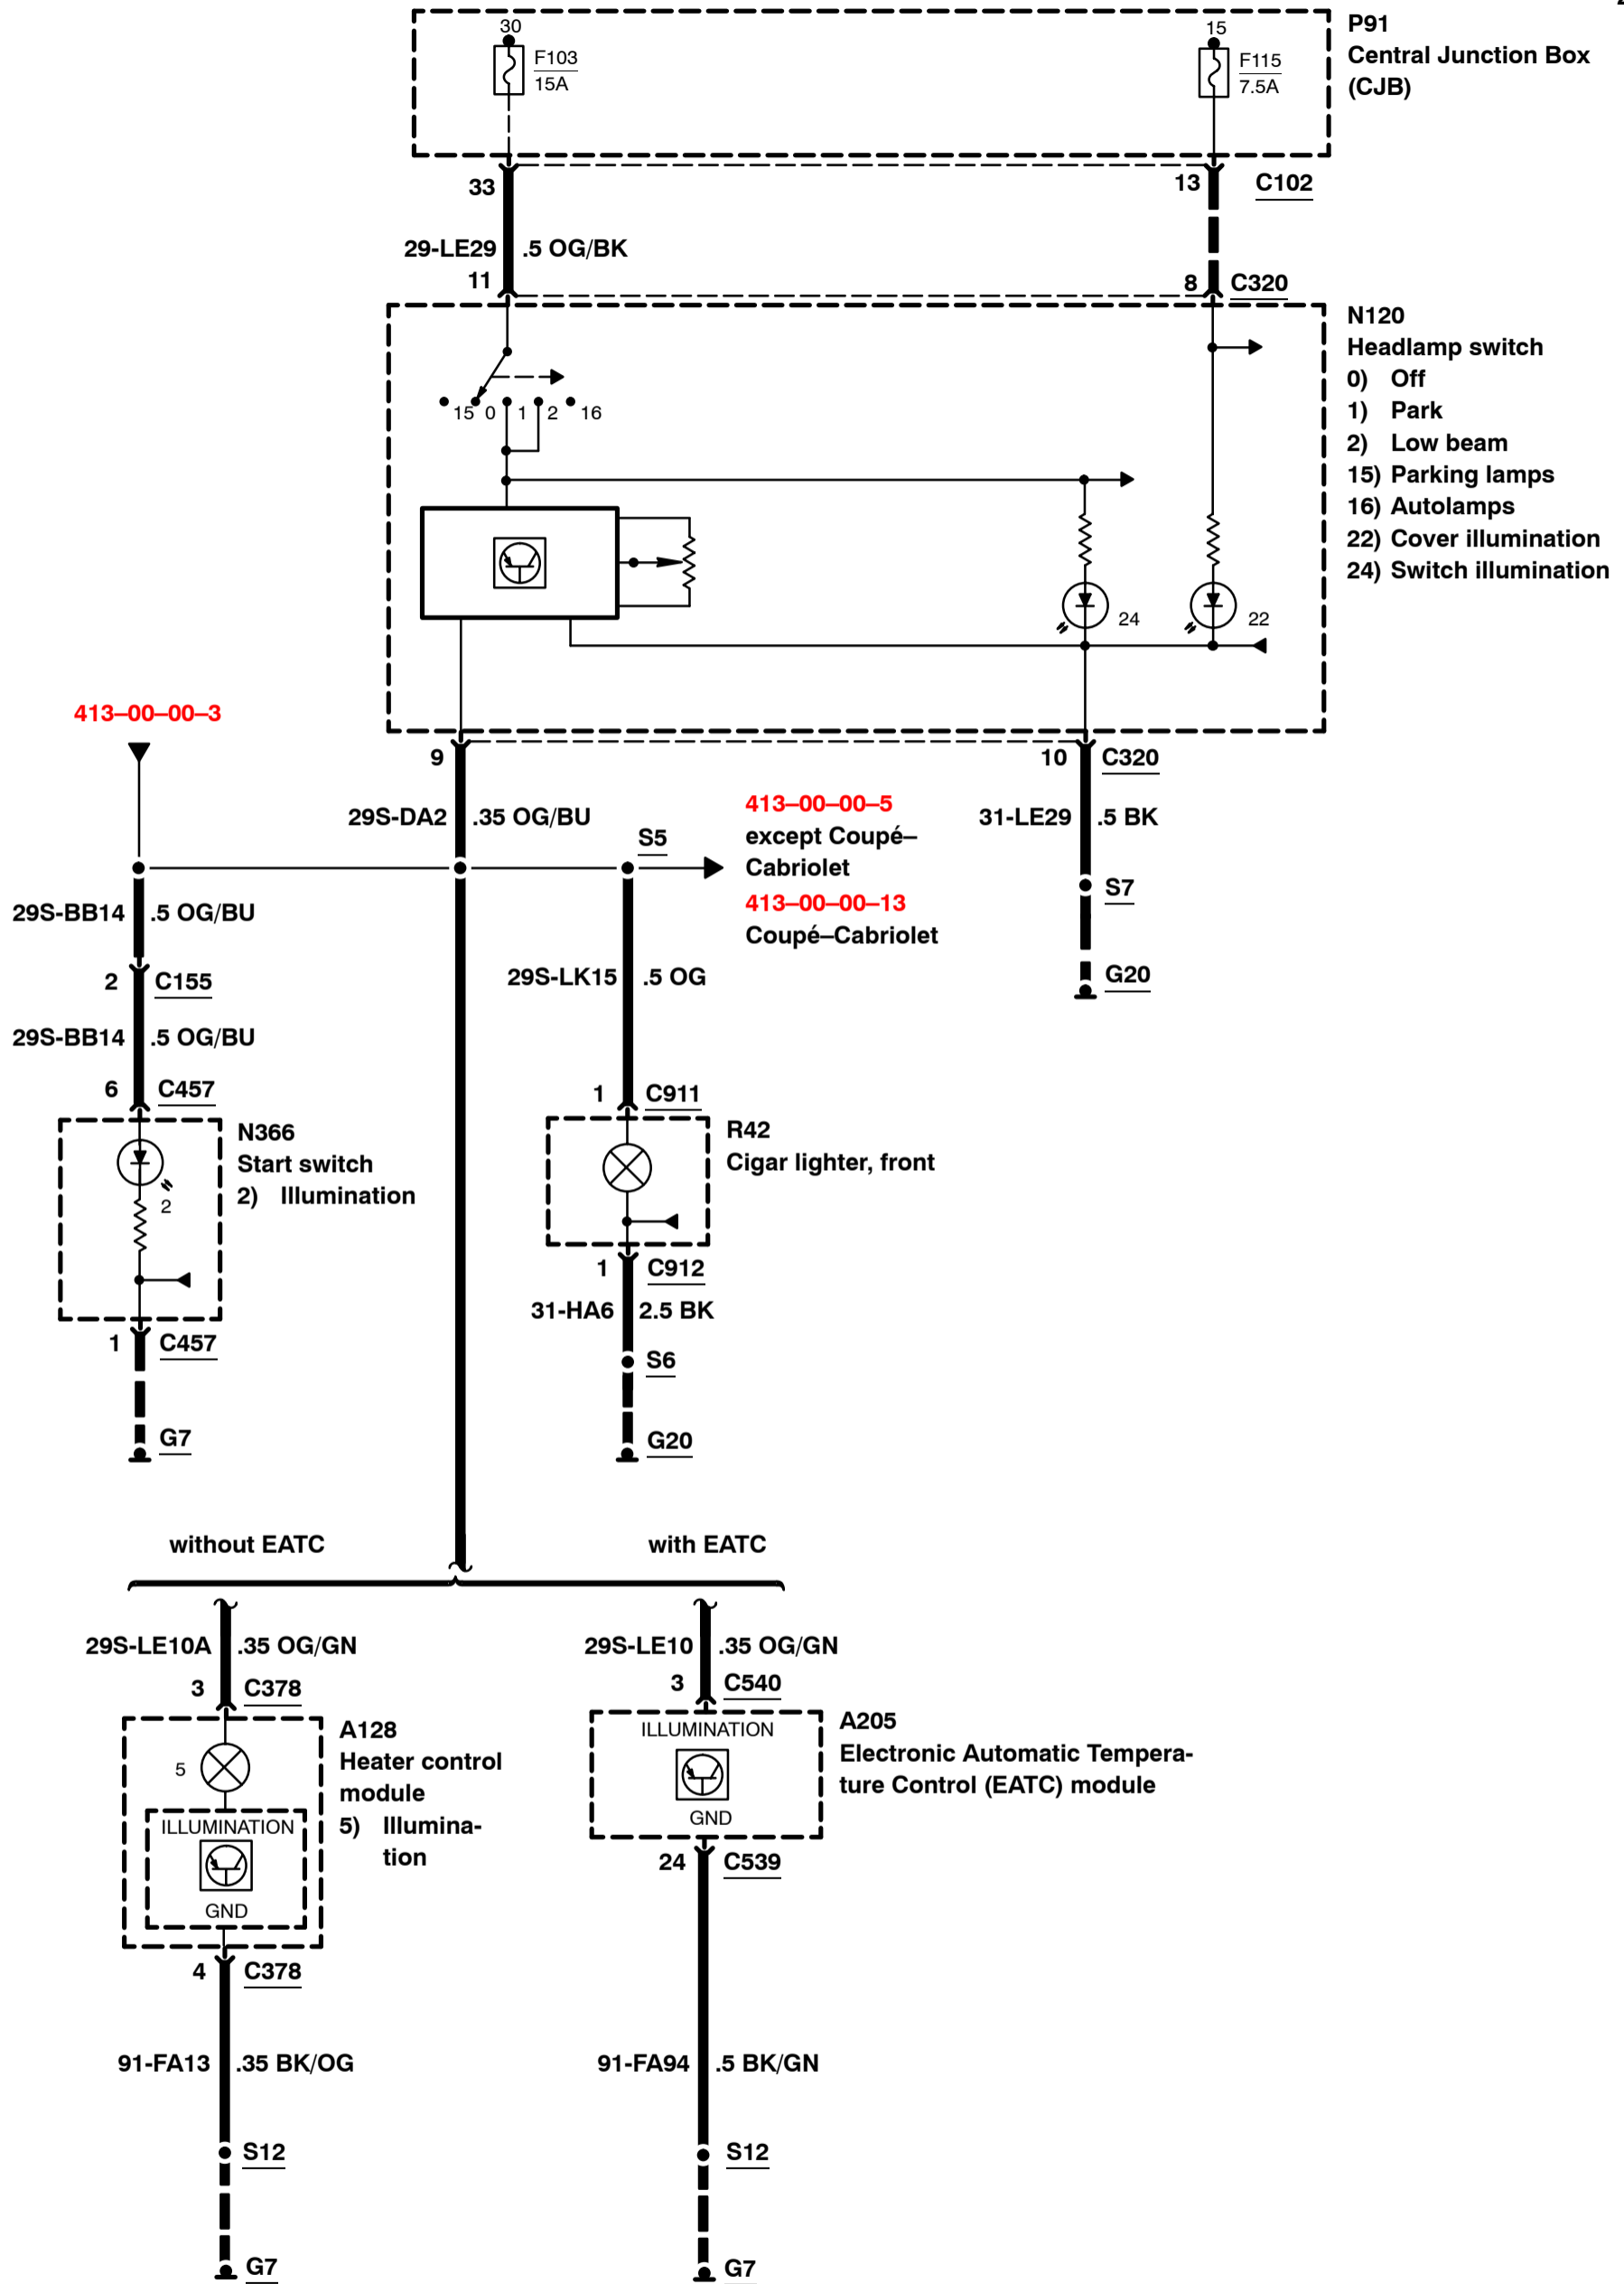 30
F103
15A
15
F115
7.5A
P91
Central Junction Box
(CJB)
33
13
C102
29-LE29
.5 OG/BK
11
8
C320
N120
Headlamp switch
0) Off
1) Park
2) Low beam
15) Parking lamps
16) Autolamps
22) Cover illumination
24) Switch illumination
15 0 1 2 16
24
22
413–00–00–3
9
10
C320
29S-DA2
.35 OG/BU
S5
413–00–00–5
except Coupé–
Cabriolet
413–00–00–13
Coupé–Cabriolet
31-LE29
.5 BK
S7
G20
29S-BB14
.5 OG/BU
2
C155
29S-BB14
.5 OG/BU
6
C457
N366
Start switch
2) Illumination
2
1
C457
G7
29S-LK15
.5 OG
1
C911
R42
Cigar lighter, front
1
C912
31-HA6
2.5 BK
S6
G20
without EATC
with EATC
29S-LE10A
.35 OG/GN
3
C378
A128
Heater control
module
5) Illumina-
tion
5
ILLUMINATION
GND
4
C378
91-FA13
.35 BK/OG
S12
G7
29S-LE10
.35 OG/GN
3
C540
ILLUMINATION
GND
A205
Electronic Automatic Tempera-
ture Control (EATC) module
24
C539
91-FA94
.5 BK/GN
S12
G7